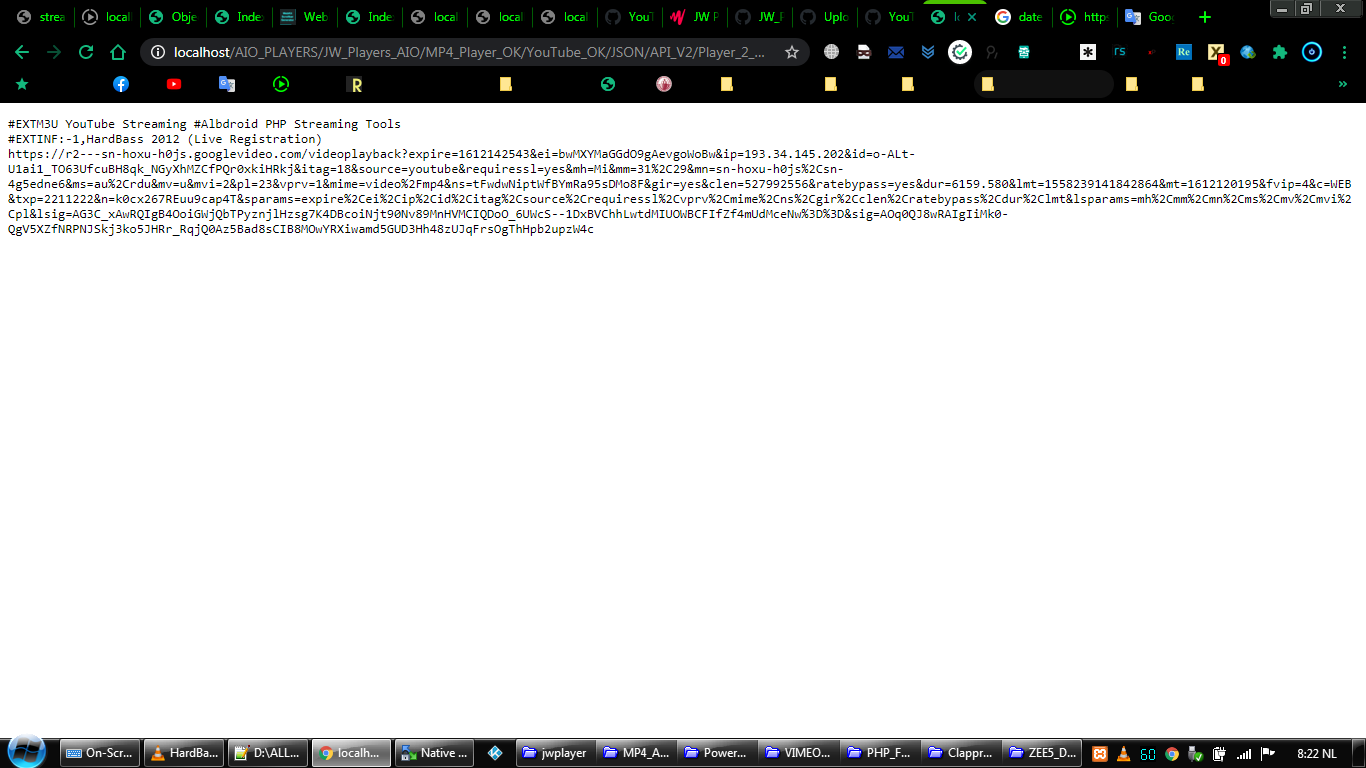 strea
local
Obje
Index
Web
Inde:
local
local
local
YouT
JW P
JW_F
Uplo
YouT
lo
date
https
Goo
localhost/AIO_PLAYERS/JW_Players_AIO/MP4_Player_OK/YouTube_OK/JSON/API_V2/Player_2_...
#EXTM3U YouTube Streaming #Albdroid PHP Streaming Tools
#EXTINF:-1,HardBass 2012 (Live Registration)
https://r2---sn-hoxu-h0js.googlevideo.com/videoplayback?expire=1612142543&ei=bwMXYMaGGdO9gAevgoWoBw&ip=193.34.145.202&id=o-ALt-
U1ai1_TO63UfcuBH8qk_NGyXhMZCfPQr0xkiHRkj&itag=18&source=youtube&requiressl=yes&mh=Mi&mm=31%2C29&mn=sn-hoxu-h0js%2Csn-
4g5edne6&ms=au%2Crdu&mv=u&mvi=2&pl=23&vprv=1&mime=video%2Fmp4&ns=tFwdwNiptWfBYmRa95sDMo8F&gir=yes&clen=527992556&ratebypass=yes&dur=6159.580&lmt=1558239141842864&mt=1612120195&fvip=4&c=WEB
&txp=2211222&n=k0cx267REuu9cap4T&sparams=expire%2Cei%2Cip%2Cid%2Citag%2Csource%2Crequiressl%2Cvprv%2Cmime%2Cns%2Cgir%2Cclen%2Cratebypass%2Cdur%2Clmt&lsparams=mh%2Cmm%2Cmn%2Cms%2Cmv%2Cmvi%2
Cpl&lsig=AG3C_xAwRQIgB4OoiGWjQbTPyznjlHzsg7K4DBcoiNjt90Nv89MnHVMCIQDoO_6UWcS--1DxBVChhLwtdMIUOWBCFIfZf4mUdMceNw%3D%3D&sig=AOq0QJ8wRAIgIiMk0-
QgV5XZfNRPNJSkj3ko5JHRr_RqjQ0Az5Bad8sCIB8MOwYRXiwamd5GUD3Hh48zUJqFrsOgThHpb2upzW4c
On-Scr...
HardBa...
D:\ALL...
localh...
Native ...
jwplayer
MP4_A...
Power...
VIMEO...
PHP_F...
Clappr...
ZEE5_D...
60
8:22 NL